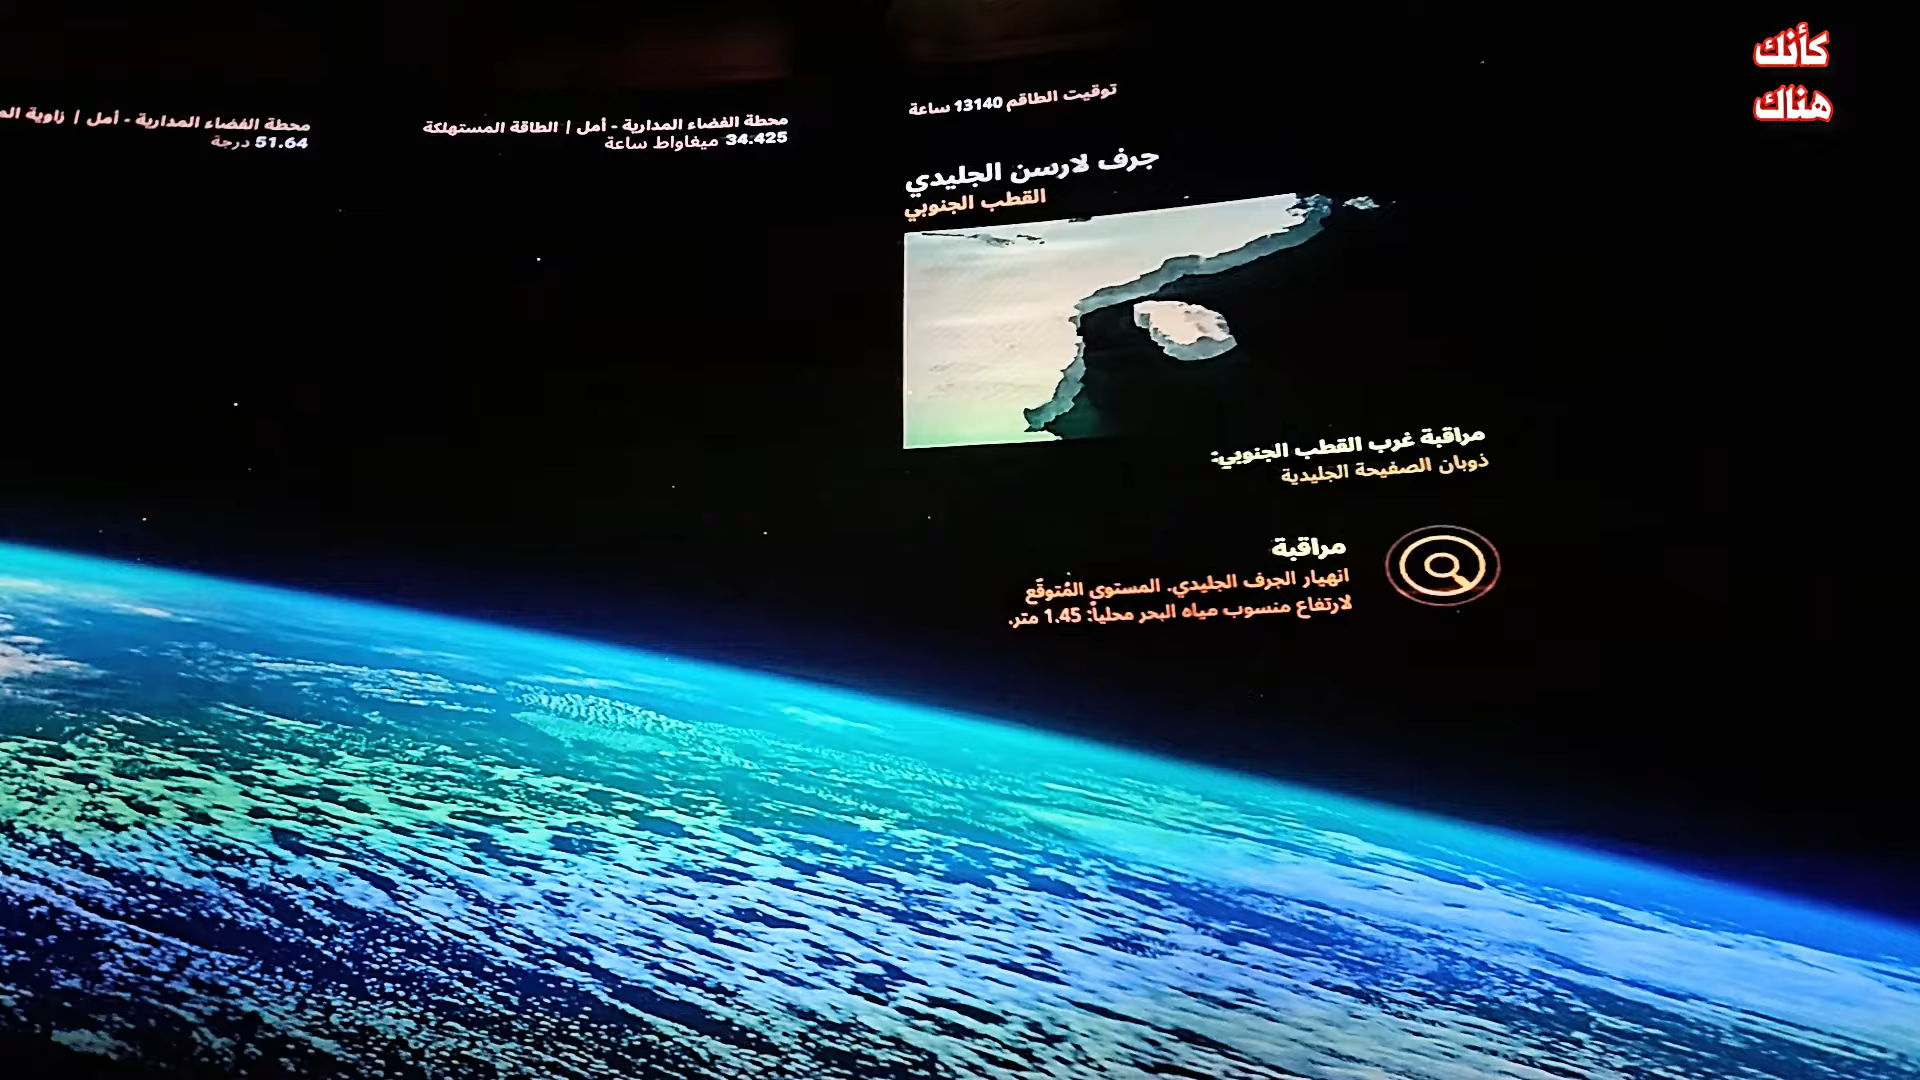 كأنك
هناك
توقيت الطاقم 13140 ساعة
محطة الفضاء المدارية - أمل | الطاقة المستهلكة
34.425 ميغاواط ساعة
محطة الفضاء المدارية - أمل | زاوية
51.64 درجة
جرف لارسن الجليدي
القطب الجنوبي
مراقبة غرب القطب الجنوبي:
ذوبان الصفيحة الجليدية
مراقبة
انهيار الجرف الجليدي. المستوى المُتوقّع
لارتفاع منسوب مياه البحر محلياً: 1.45 متر.